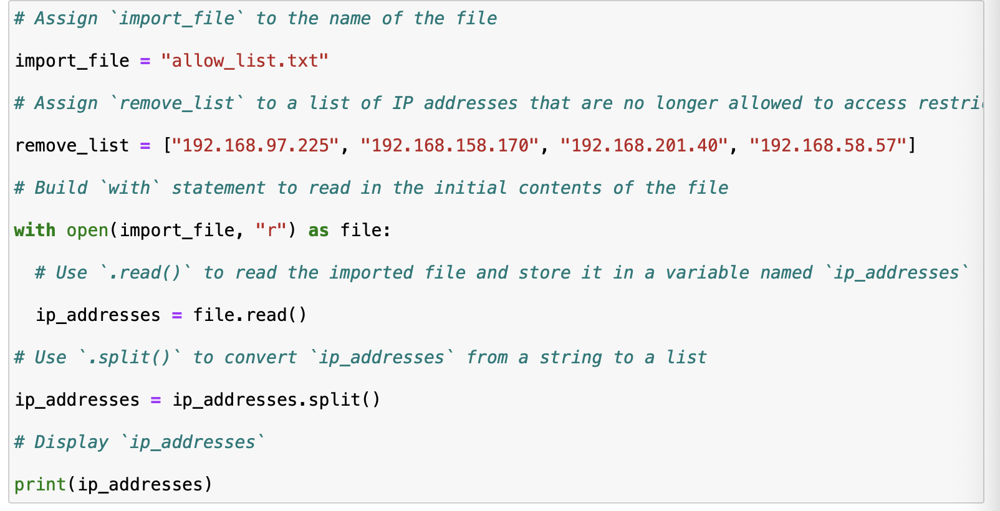 # Assign `import_file` to the name of the file
import_file = "allow_list.txt"
# Assign `remove_list` to a list of IP addresses that are no longer allowed to access
remove_list = ["192.168.97.225", "192.168.158.170", "192.168.201.40", "192.168.58.57"]
# Build `with` statement to read in the initial contents of the file
with open(import_file, "r") as file:
  # Use `.read()` to read the imported file and store it in a variable named `ip_addresses`
  ip_addresses = file.read()
# Use `.split()` to convert `ip_addresses` from a string to a list
ip_addresses = ip_addresses.split()
# Display `ip_addresses`
print(ip_addresses)